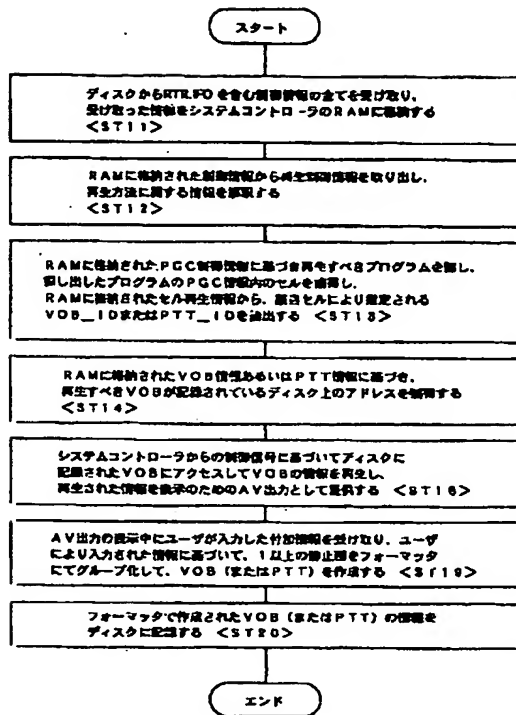 スタート
ディスクからRTR.IFOを含む制御情報の全てを受け取り、
受け取った情報をシステムコントローラのRAMに格納する
<ST11>
RAMに格納された制御情報から再生制御情報を取り出し、
再生方法に関する情報を解釈する
<ST12>
RAMに格納されたPGC制御情報に基づき再生すべきプログラムを探し、
探し出したプログラムのPGC情報内のセルを獲得し、
RAMに格納されたセル再生情報から、該当セルにより指定される
VOB_IDまたはPTT_IDを抽出する <ST13>
RAMに格納されたVOB情報あるいはPTT情報に基づき、
再生すべきVOBが記録されているディスク上のアドレスを獲得する
<ST14>
システムコントローラからの制御信号に基づいてディスクに
記録されたVOBにアクセスしてVOBの情報を再生し、
再生された情報を表示のためのAV出力として提供する <ST16>
AV出力の表示中にユーザが入力した付加情報を受け取り、ユーザ
により入力された情報に基づいて、1以上の静止画をフォーマッタ
にてグループ化して、VOB(またはPTT)を作成する <ST19>
フォーマッタで作成されたVOB(またはPTT)の情報を
ディスクに記録する <ST20>
エンド